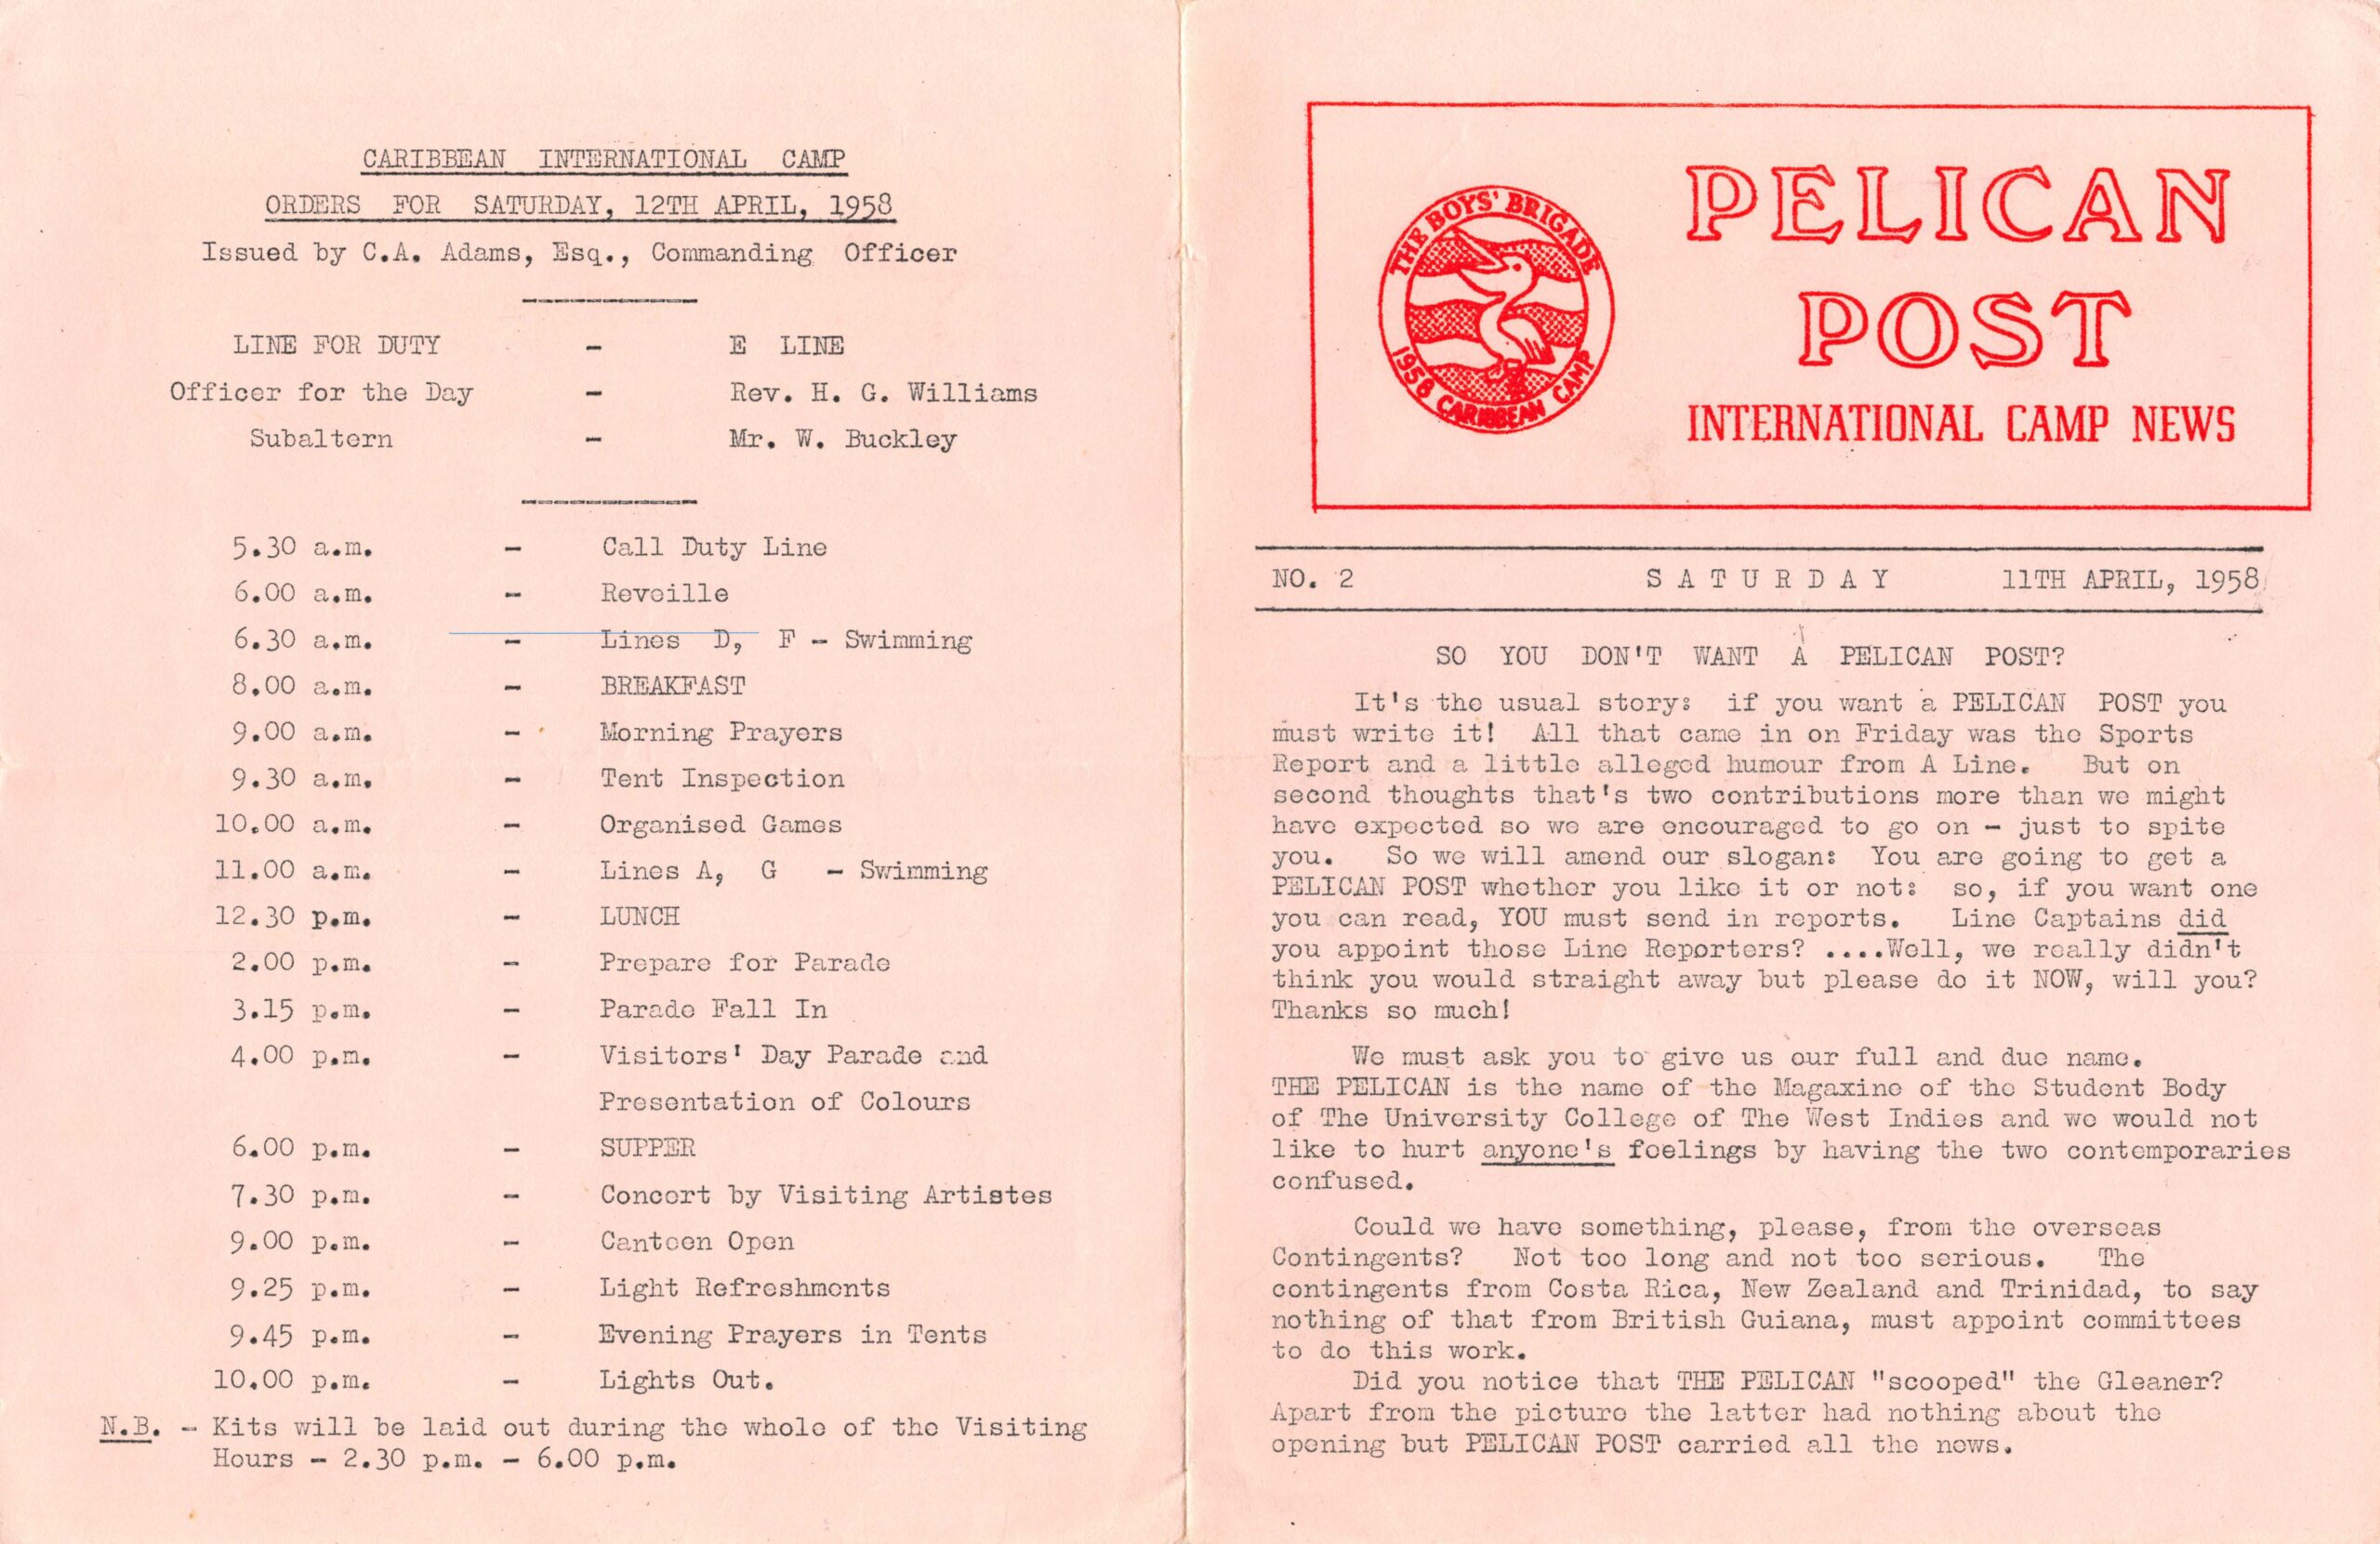 CARIBBEAN INTERNATIONAL CAMP
ORDERS FOR SATURDAY, 12TH APRIL, 1958
Issued by C.A. Adams, Esq., Commanding Officer
LINE FOR DUTY - E LINE
Officer for the Day - Rev. H. G. Williams
Subaltern - Mr. W. Buckley
5.30 a.m. - Call Duty Line
6.00 a.m. - Reveille
6.30 a.m. - Lines D, F - Swimming
8.00 a.m. - BREAKFAST
9.00 a.m. - Morning Prayers
9.30 a.m. - Tent Inspection
10.00 a.m. - Organised Games
11.00 a.m. - Lines A, G - Swimming
12.30 p.m. - LUNCH
2.00 p.m. - Prepare for Parade
3.15 p.m. - Parade Fall In
4.00 p.m. - Visitors' Day Parade and
Presentation of Colours
6.00 p.m. - SUPPER
7.30 p.m. - Concert by Visiting Artistes
9.00 p.m. - Canteen Open
9.25 p.m. - Light Refreshments
9.45 p.m. - Evening Prayers in Tents
10.00 p.m. - Lights Out.
N.B. - Kits will be laid out during the whole of the Visiting
Hours - 2.30 p.m. - 6.00 p.m.
THE BOYS' BRIGADE
1958 CARIBBEAN CAMP
PELICAN
POST
INTERNATIONAL CAMP NEWS
NO. 2 SATURDAY 11TH APRIL, 1958
SO YOU DON'T WANT A PELICAN POST?
It's the usual story: if you want a PELICAN POST you
must write it! All that came in on Friday was the Sports
Report and a little alleged humour from A Line. But on
second thoughts that's two contributions more than we might
have expected so we are encouraged to go on - just to spite
you. So we will amend our slogan: You are going to get a
PELICAN POST whether you like it or not: so, if you want one
you can read, YOU must send in reports. Line Captains did
you appoint those Line Reporters? ....Well, we really didn't
think you would straight away but please do it NOW, will you?
Thanks so much!
We must ask you to give us our full and due name.
THE PELICAN is the name of the Magaxine of the Student Body
of The University College of The West Indies and we would not
like to hurt anyone's feelings by having the two contemporaries
confused.
Could we have something, please, from the overseas
Contingents? Not too long and not too serious. The
contingents from Costa Rica, New Zealand and Trinidad, to say
nothing of that from British Guiana, must appoint committees
to do this work.
Did you notice that THE PELICAN "scooped" the Gleaner?
Apart from the picture the latter had nothing about the
opening but PELICAN POST carried all the news.